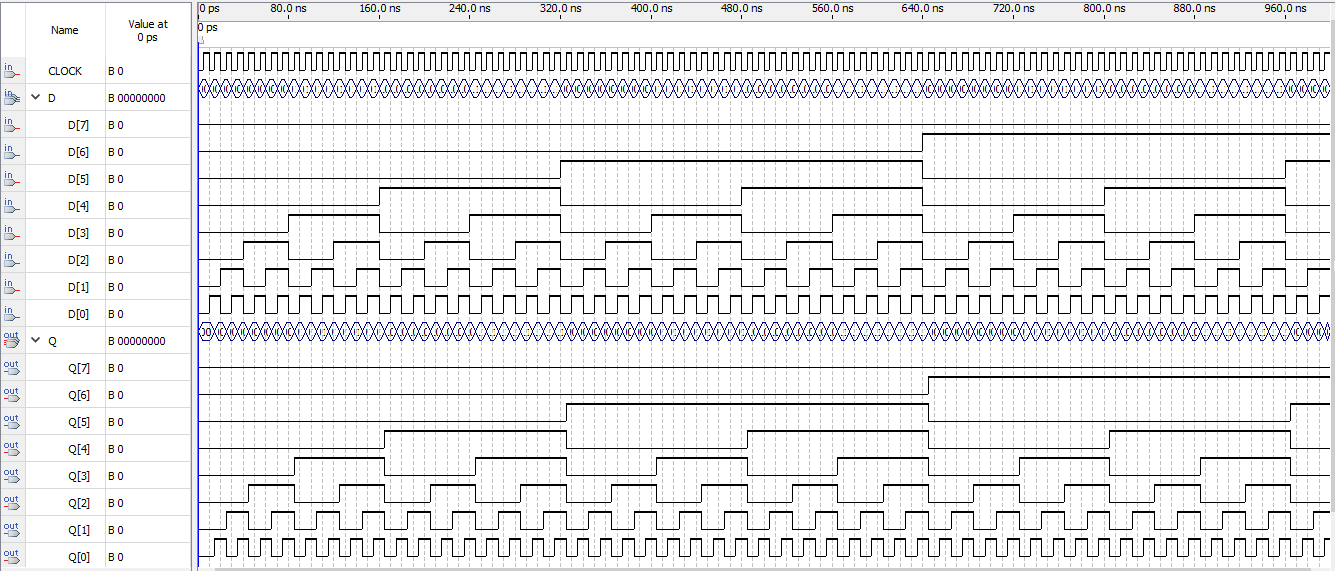 0 ps 80.0 ns 160.0 ns 240.0 ns 320.0 ns 400.0 ns 480.0 ns 560.0 ns 640.0 ns 720.0 ns 800.0 ns 880.0 ns 960.0 ns
Name Value at 0 ps
0 ps
in CLOCK B 0
in D B 00000000
in D[7] B 0
in D[6] B 0
in D[5] B 0
in D[4] B 0
in D[3] B 0
in D[2] B 0
in D[1] B 0
in D[0] B 0
out Q B 00000000
out Q[7] B 0
out Q[6] B 0
out Q[5] B 0
out Q[4] B 0
out Q[3] B 0
out Q[2] B 0
out Q[1] B 0
out Q[0] B 0